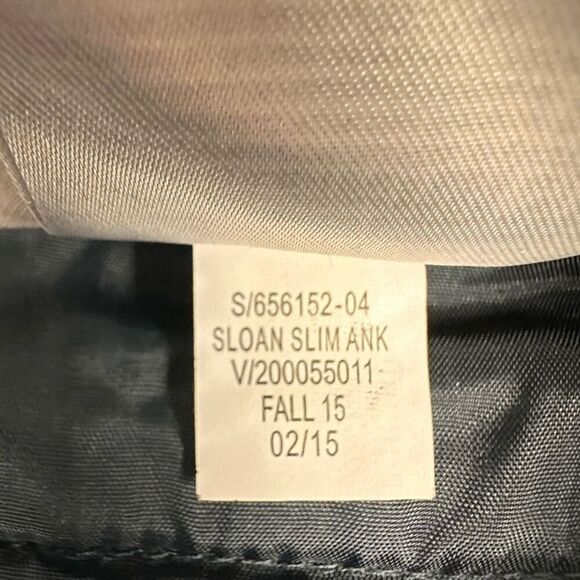 S/656152-04
SLOAN SLIM ANK
V/200055011
FALL 15
02/15